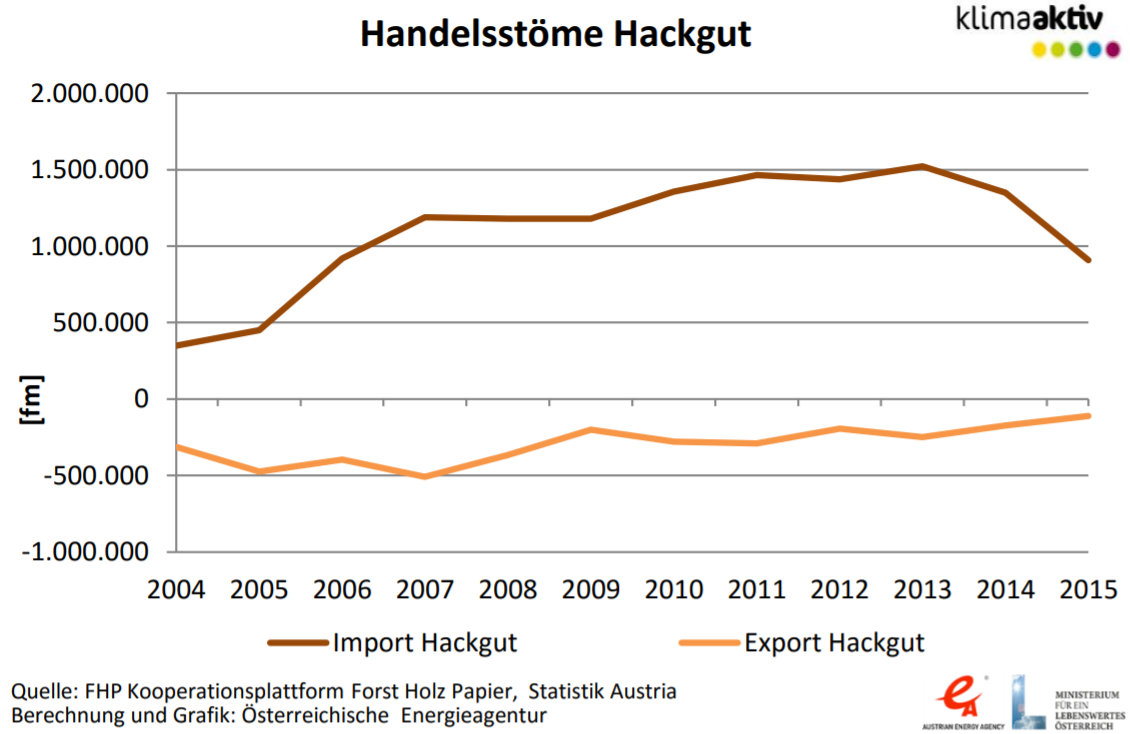 Handelsstöme Hackgut
klimaaktiv
2.000.000
1.500.000
1.000.000
500.000
0
-500.000
-1.000.000
[fm]
2004 2005 2006 2007 2008 2009 2010 2011 2012 2013 2014 2015
Import Hackgut Export Hackgut
Quelle: FHP Kooperationsplattform Forst Holz Papier, Statistik Austria
Berechnung und Grafik: Österreichische Energieagentur
AUSTRIAN ENERGY AGENCY
MINISTERIUM
FÜR EIN
LEBENSWERTES
ÖSTERREICH